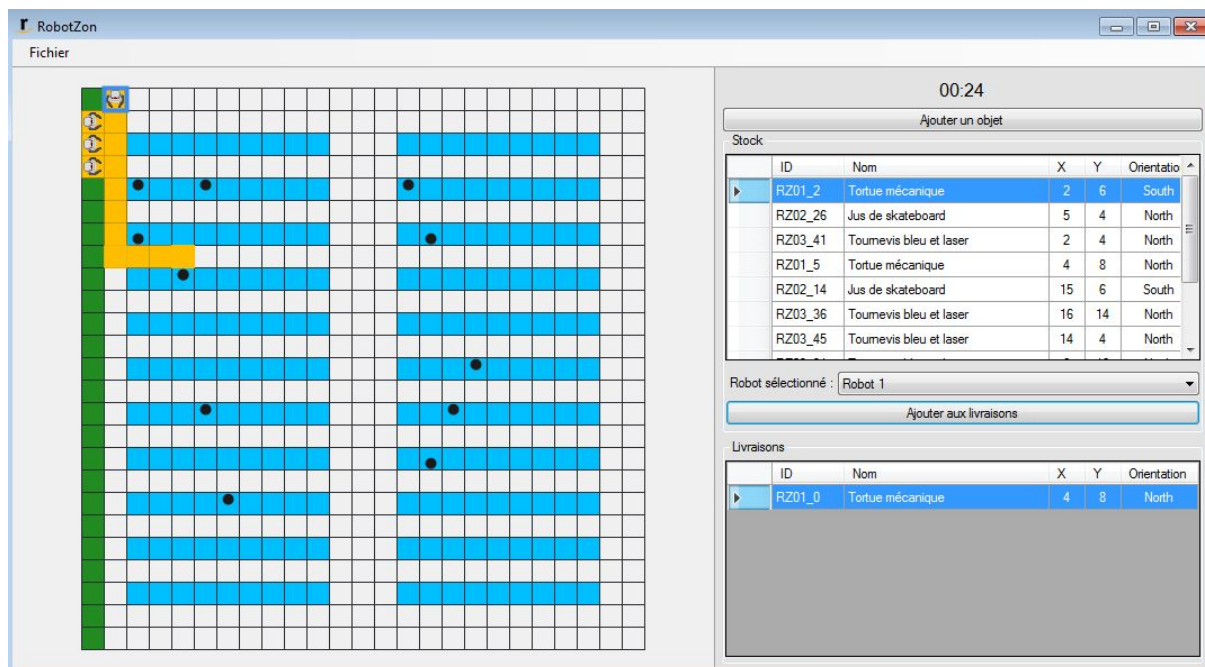 RobotZon
Fichier
00:24
Ajouter un objet
Stock
ID Nom X Y Orientatio
RZ01_2 Tortue mécanique 2 6 South
RZ02_26 Jus de skateboard 5 4 North
RZ03_41 Tournevis bleu et laser 2 4 North
RZ01_5 Tortue mécanique 4 8 North
RZ02_14 Jus de skateboard 15 6 South
RZ03_36 Tournevis bleu et laser 16 14 North
RZ03_45 Tournevis bleu et laser 14 4 North
Robot sélectionné : Robot 1
Ajouter aux livraisons
Livraisons
ID Nom X Y Orientation
RZ01_0 Tortue mécanique 4 8 North